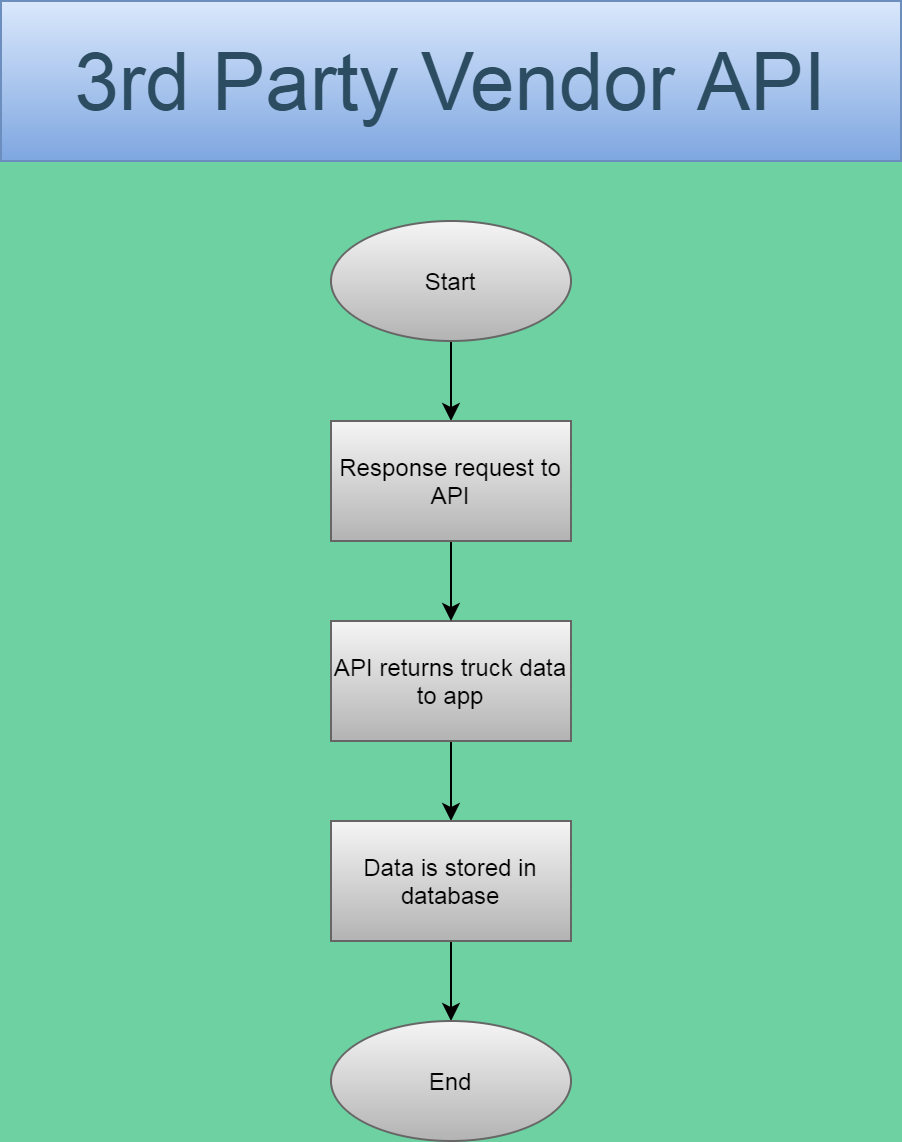 3rd Party Vendor API
Start
Response request to
API
API returns truck data
to app
Data is stored in
database
End